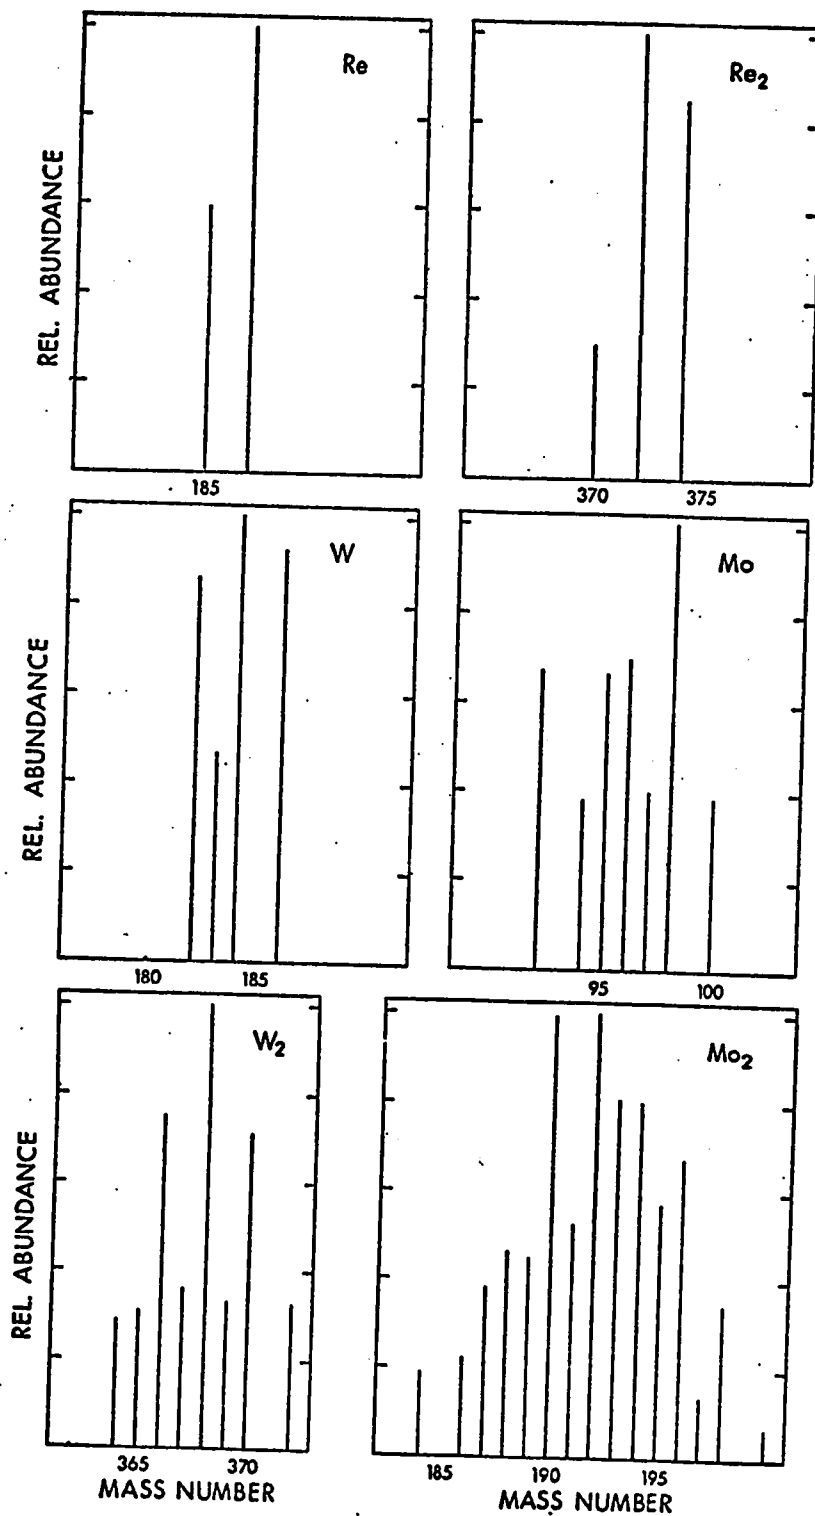 Re
Re2
REL. ABUNDANCE
185
370 375
W
Mo
REL. ABUNDANCE
180 185
95 100
W2
Mo2
REL. ABUNDANCE
365 370
185 190 195
MASS NUMBER
MASS NUMBER